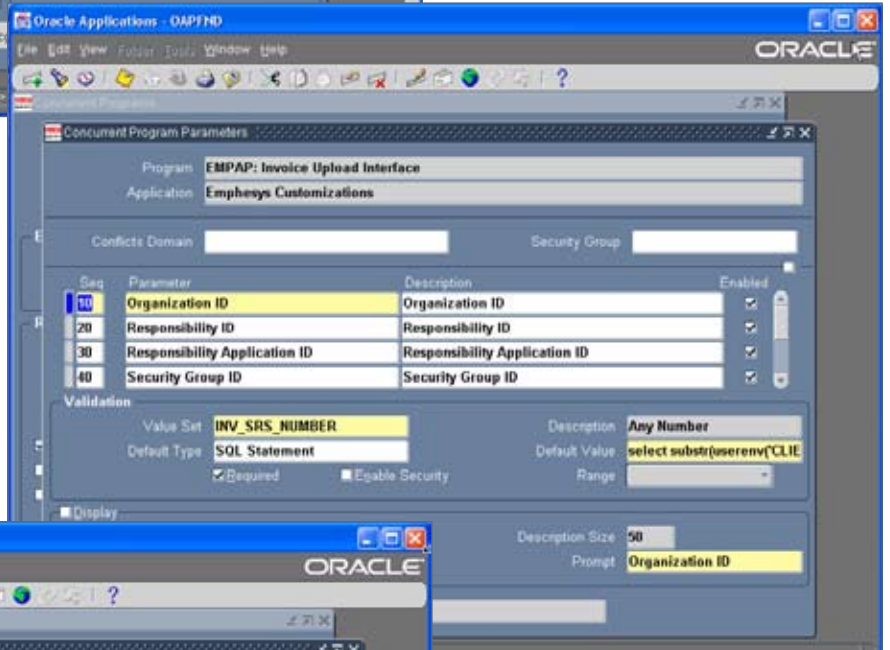 Oracle Applications - OAPFND
File Edit View Folder Tools Window Help
ORACLE
?
Concurrent Programs
Concurrent Program Parameters
Program EMPAP: Invoice Upload Interface
Application Emphesys Customizations
Conflicts Domain
Security Group
Seq Parameter Description Enabled
10 Organization ID Organization ID
20 Responsibility ID Responsibility ID
30 Responsibility Application ID Responsibility Application ID
40 Security Group ID Security Group ID
Validation
Value Set INV_SRS_NUMBER Description Any Number
Default Type SQL Statement Default Value select substr(userenv('CLIE
Required Enable Security Range
Display
Description Size 50
Prompt Organization ID
ORACLE
?